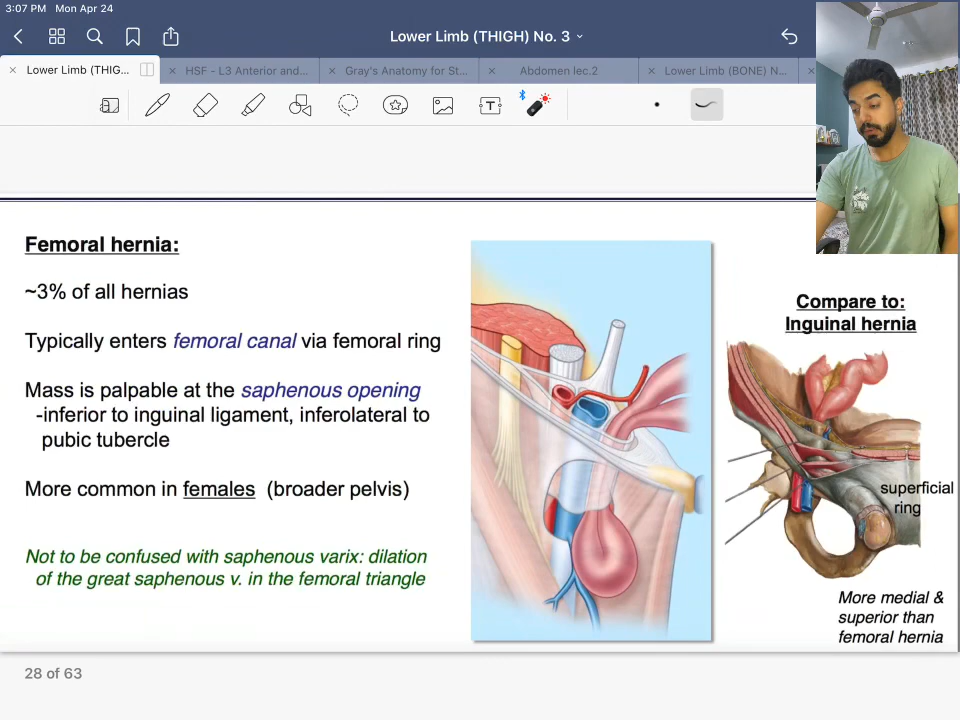 3:07 PM Mon Apr 24
Lower Limb (THIGH) No. 3
Lower Limb (THIG...
HSF - L3 Anterior and...
Gray's Anatomy for St...
Abdomen lec.2
Lower Limb (BONE) N...
T
Femoral hernia:
~3% of all hernias
Typically enters femoral canal via femoral ring
Mass is palpable at the saphenous opening
-inferior to inguinal ligament, inferolateral to
pubic tubercle
More common in females (broader pelvis)
Not to be confused with saphenous varix: dilation
of the great saphenous v. in the femoral triangle
Compare to:
Inguinal hernia
superficial
ring
More medial &
superior than
femoral hernia
28 of 63